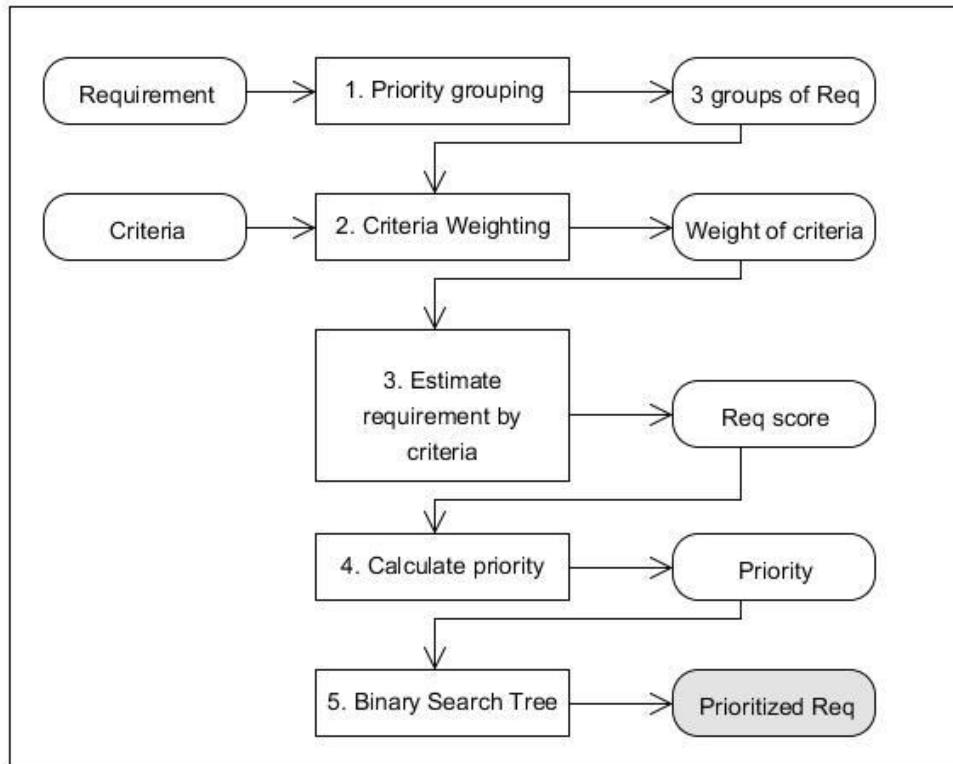 Requirement
1. Priority grouping
3 groups of Req
Criteria
2. Criteria Weighting
Weight of criteria
3. Estimate
requirement by
criteria
Req score
4. Calculate priority
Priority
5. Binary Search Tree
Prioritized Req